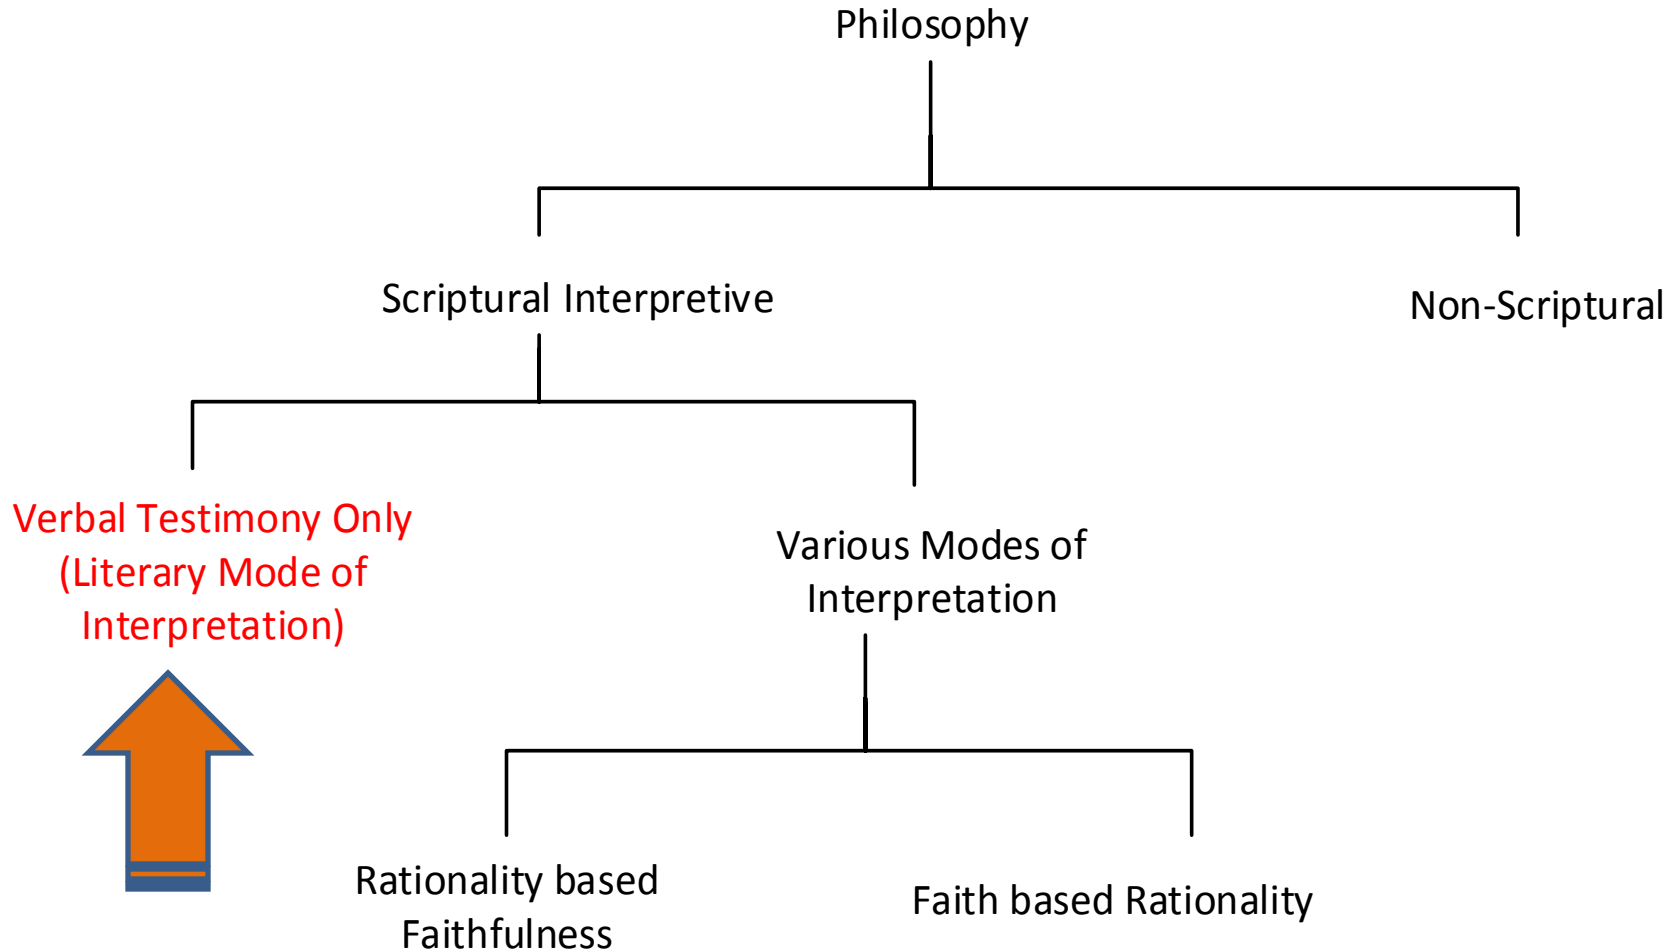 Philosophy
Scriptural Interpretive
Non-Scriptural
Verbal Testimony Only
(Literary Mode of
Interpretation)
Various Modes of
Interpretation
Rationality based
Faithfulness
Faith based Rationality